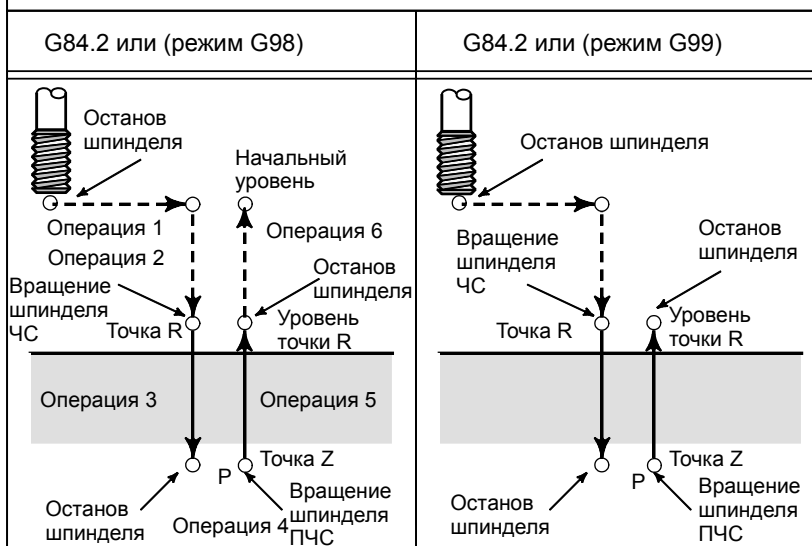 G84.2 или (режим G98)
G84.2 или (режим G99)
Останов
шпинделя
Начальный
уровень
Операция 1
Операция 6
Операция 2
Останов
шпинделя
Вращение
шпинделя
ЧС
Точка R
Уровень
точки R
Операция 3
Операция 5
Точка Z
P
Останов
шпинделя
Операция 4
Вращение
шпинделя
ПЧС
Останов шпинделя
Вращение
шпинделя
ЧС
Останов
шпинделя
Точка R
Уровень
точки R
Точка Z
P
Останов
шпинделя
Вращение
шпинделя
ПЧС